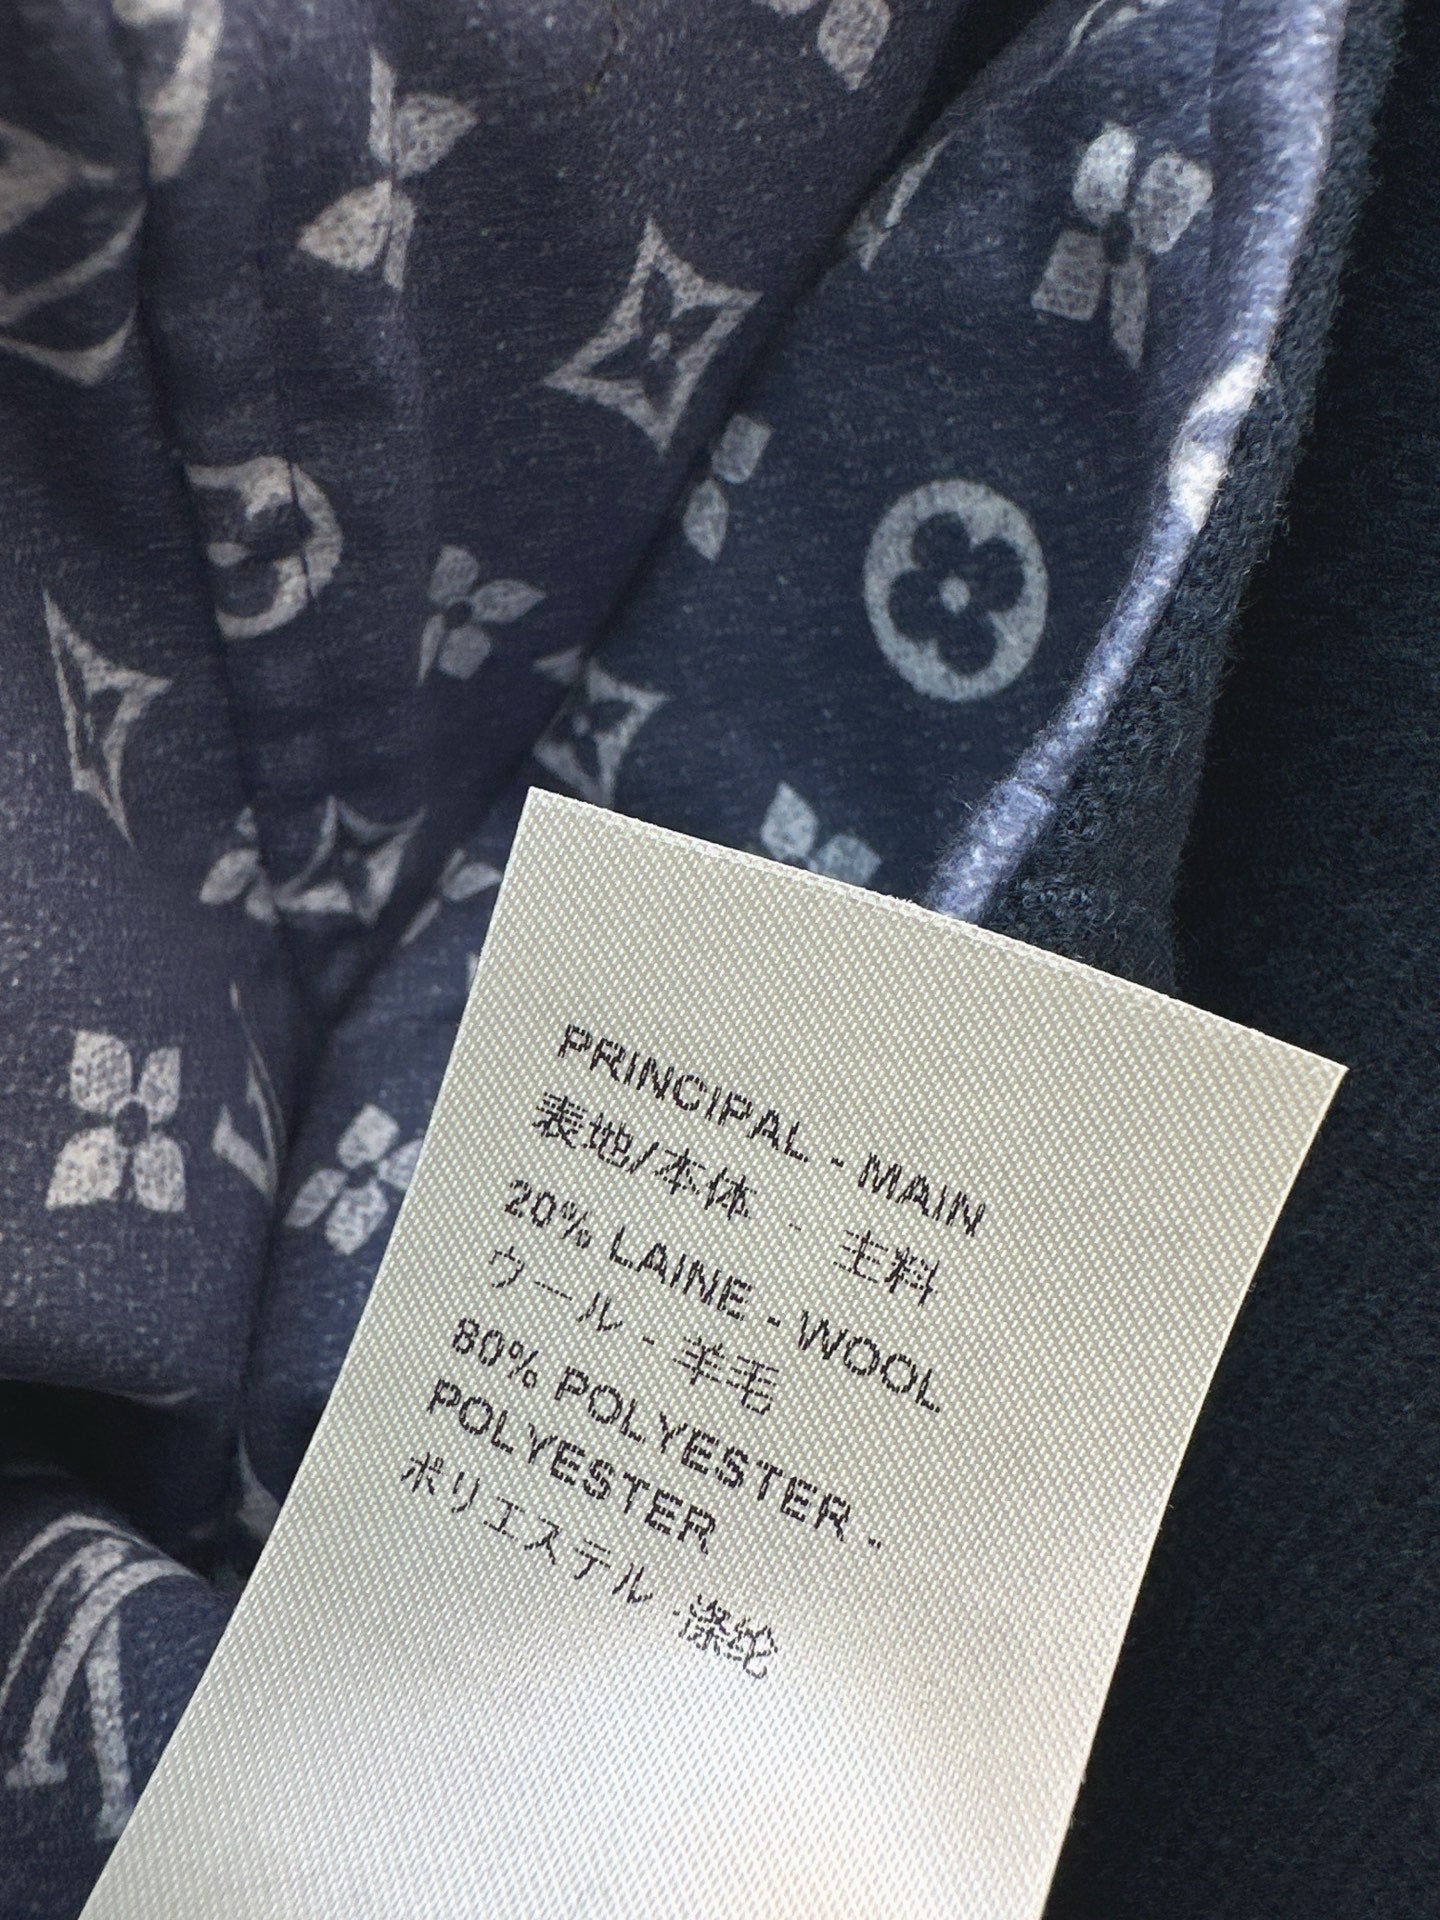 PRINCIPAL - MAIN
表地/本体 - 主料
20% LAINE - WOOL
ウール - 羊毛
80% POLYESTER -
POLYESTER
ポリエステル -涤纶